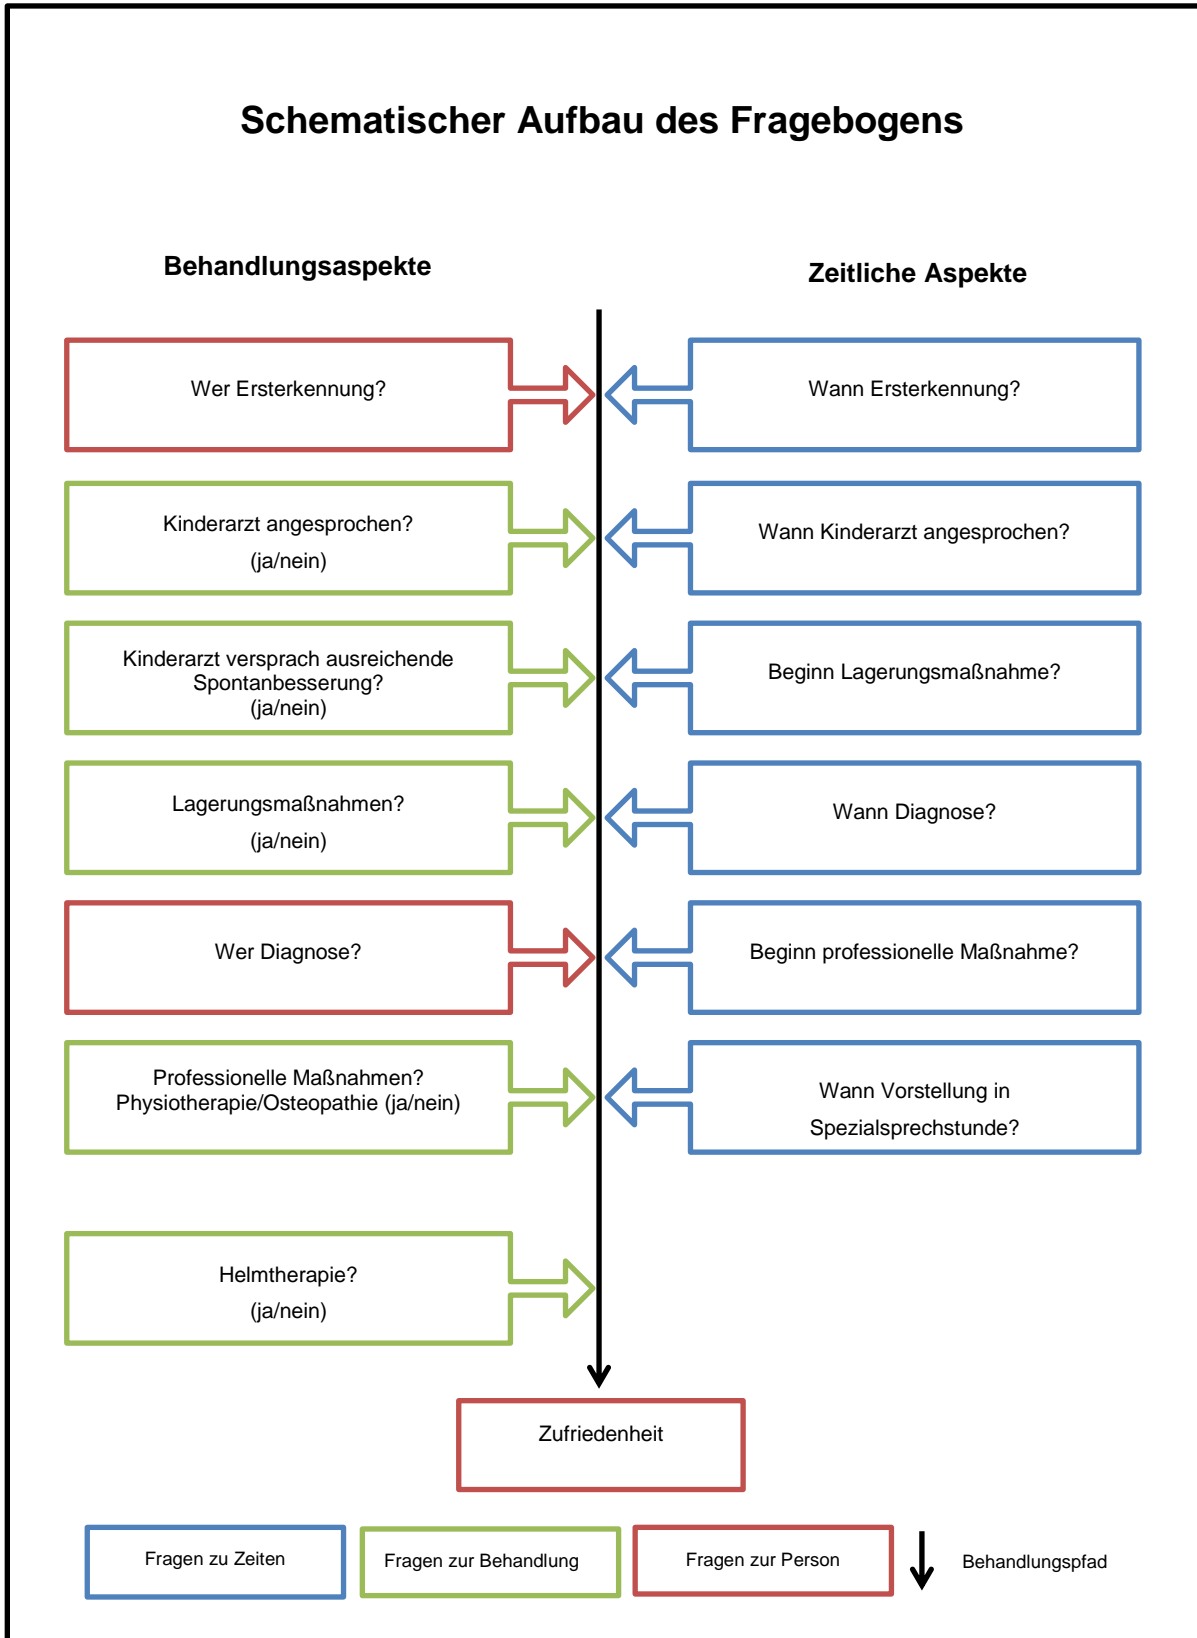 Schematischer Aufbau des Fragebogens
Behandlungsaspekte
Zeitliche Aspekte
Wer Ersterkennung?
Wann Ersterkennung?
Kinderarzt angesprochen?
(ja/nein)
Wann Kinderarzt angesprochen?
Kinderarzt versprach ausreichende
Spontanbesserung?
(ja/nein)
Beginn Lagerungsmaßnahme?
Lagerungsmaßnahmen?
(ja/nein)
Wann Diagnose?
Wer Diagnose?
Beginn professionelle Maßnahme?
Professionelle Maßnahmen?
Physiotherapie/Osteopathie (ja/nein)
Wann Vorstellung in
Spezialsprechstunde?
Helmtherapie?
(ja/nein)
Zufriedenheit
Fragen zu Zeiten
Fragen zur Behandlung
Fragen zur Person
Behandlungspfad